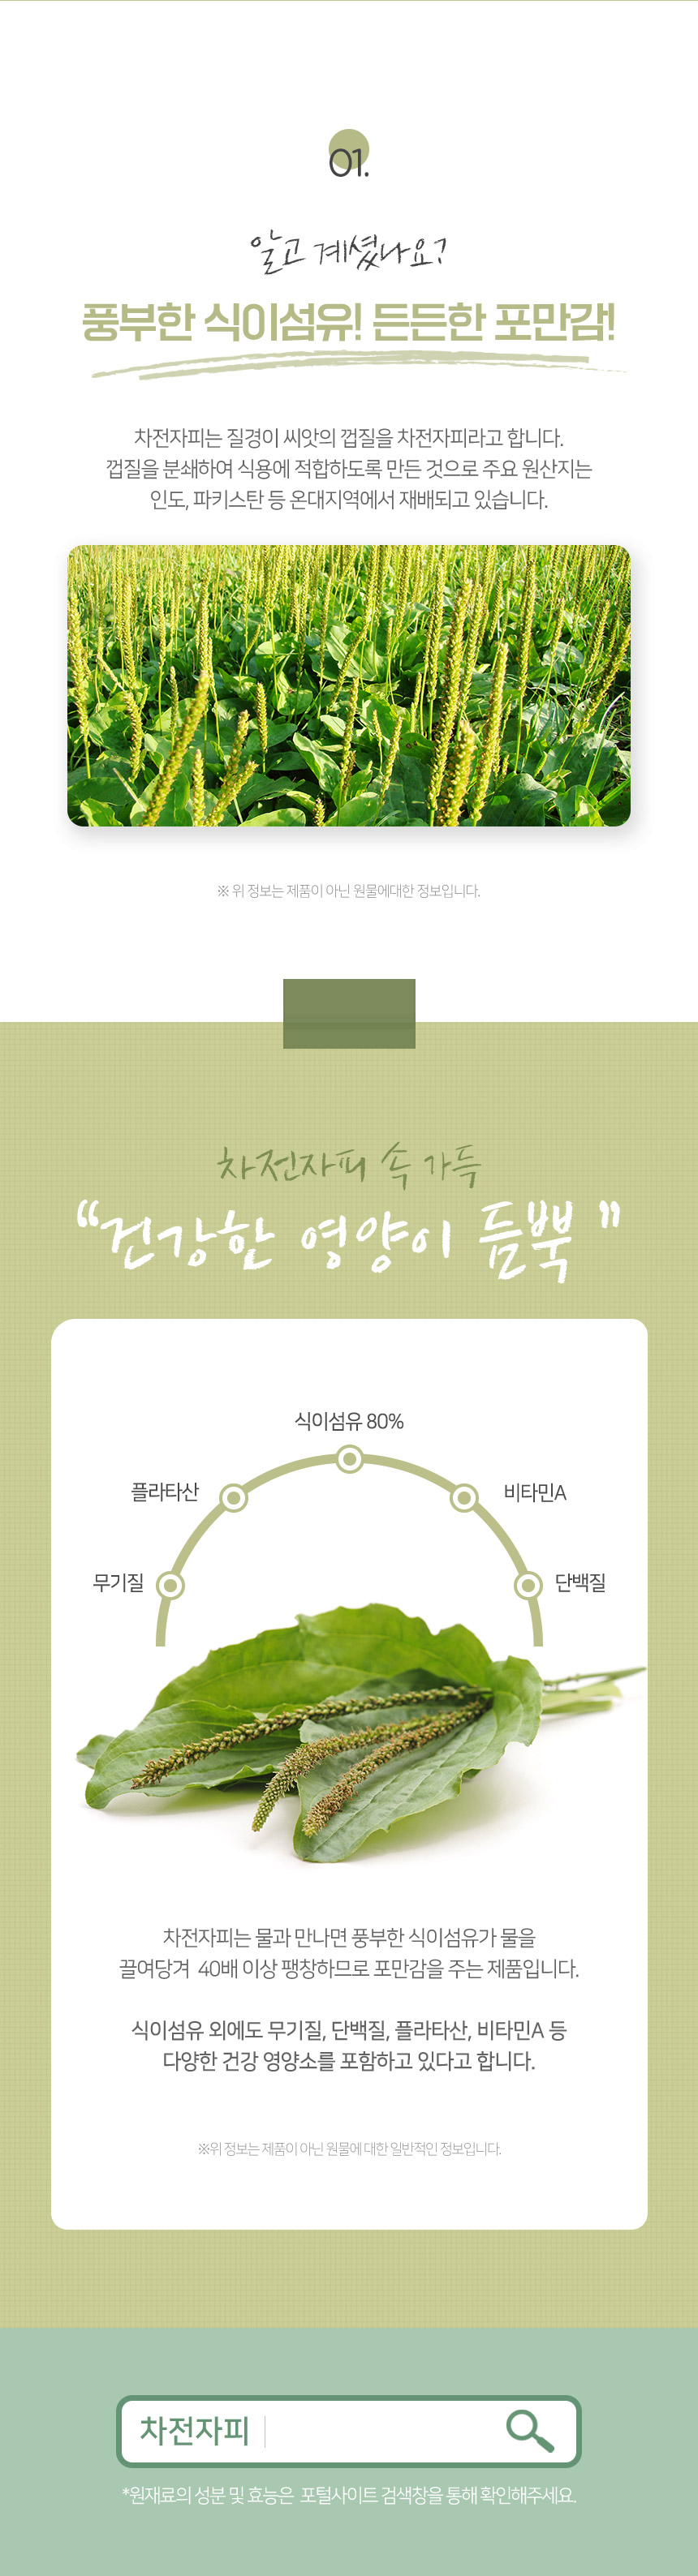 01.
알고 계셨나요?
풍부한 식이섬유! 든든한 포만감!
차전자피는 질경이 씨앗의 껍질을 차전자피라고 합니다.
껍질을 분쇄하여 식용에 적합하도록 만든 것으로 주요 원산지는
인도, 파키스탄 등 온대지역에서 재배되고 있습니다.
※ 위 정보는 제품이 아닌 원물에대한 정보입니다.
차전자피 속 가득
“건강한 영양이 듬뿍 ”
식이섬유 80%
플라타산
비타민A
무기질
단백질
차전자피는 물과 만나면 풍부한 식이섬유가 물을
끌여당겨 40배 이상 팽창하므로 포만감을 주는 제품입니다.
식이섬유 외에도 무기질, 단백질, 플라타산, 비타민A 등
다양한 건강 영양소를 포함하고 있다고 합니다.
※위 정보는 제품이 아닌 원물에 대한 일반적인 정보입니다.
차전자피
*원재료의 성분 및 효능은 포털사이트 검색창을 통해 확인해주세요.